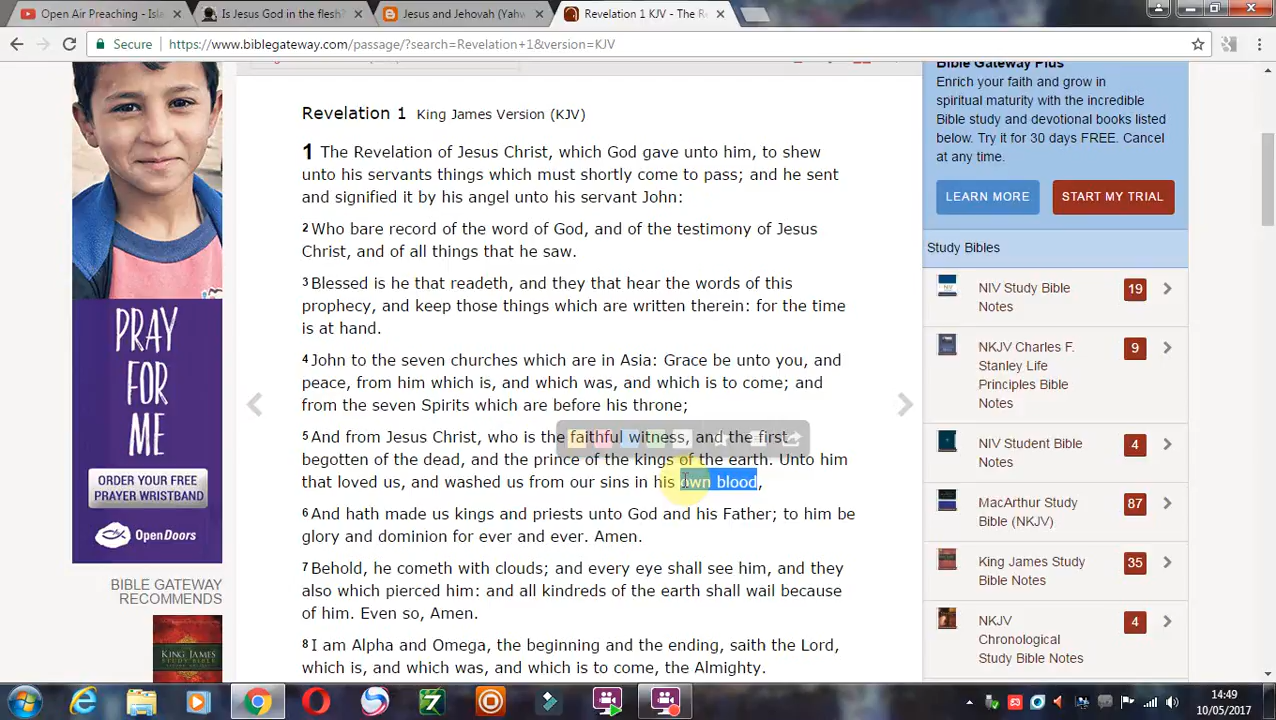 Open Air Preaching - Isl
Is Jesus God in the flesh?
Jesus and Jehovah (Yahw
Revelation 1 KJV - The Re
Secure
https://www.biblegateway.com/passage/?search=Revelation+1&version=KJV
Revelation 1 King James Version (KJV)
1 The Revelation of Jesus Christ, which God gave unto him, to shew
unto his servants things which must shortly come to pass; and he sent
and signified it by his angel unto his servant John:
2 Who bare record of the word of God, and of the testimony of Jesus
Christ, and of all things that he saw.
3 Blessed is he that readeth, and they that hear the words of this
prophecy, and keep those things which are written therein: for the time
is at hand.
4 John to the seven churches which are in Asia: Grace be unto you, and
peace, from him which is, and which was, and which is to come; and
from the seven Spirits which are before his throne;
5 And from Jesus Christ, who is the faithful witness, and the first
begotten of the dead, and the prince of the kings of the earth. Unto him
that loved us, and washed us from our sins in his own blood,
6 And hath made us kings and priests unto God and his Father; to him be
glory and dominion for ever and ever. Amen.
7 Behold, he cometh with clouds; and every eye shall see him, and they
also which pierced him: and all kindreds of the earth shall wail because
of him. Even so, Amen.
8 I am Alpha and Omega, the beginning and the ending, saith the Lord,
which is, and which was, and which is to come, the Almighty.
PRAY
FOR
ME
ORDER YOUR FREE
PRAYER WRISTBAND
OpenDoors
BIBLE GATEWAY
RECOMMENDS
KING JAMES
STUDY BIBLE
Bible Gateway Plus
Enrich your faith and grow in
spiritual maturity with the incredible
Bible study and devotional books listed
below. Try it for 30 days FREE. Cancel
at any time.
LEARN MORE
START MY TRIAL
Study Bibles
NIV Study Bible
Notes
19
NKJV Charles F.
Stanley Life
Principles Bible
Notes
9
NIV Student Bible
Notes
4
MacArthur Study
Bible (NKJV)
87
King James Study
Bible Notes
35
NKJV
Chronological
Study Bible Notes
4
14:49
10/05/2017